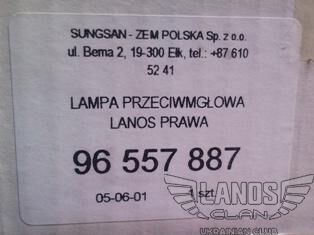 SUNGSAN - ZEM POLSKA Sp. z o.o.
ul. Bema 2, 19-300 Ełk, tel.: +87 610
52 41
LAMPA PRZECIWMGŁOWA
LANOS PRAWA
96 557 887
05-06-01 1 szt.
LANOS
CLAN
UKRAINIAN CLUB